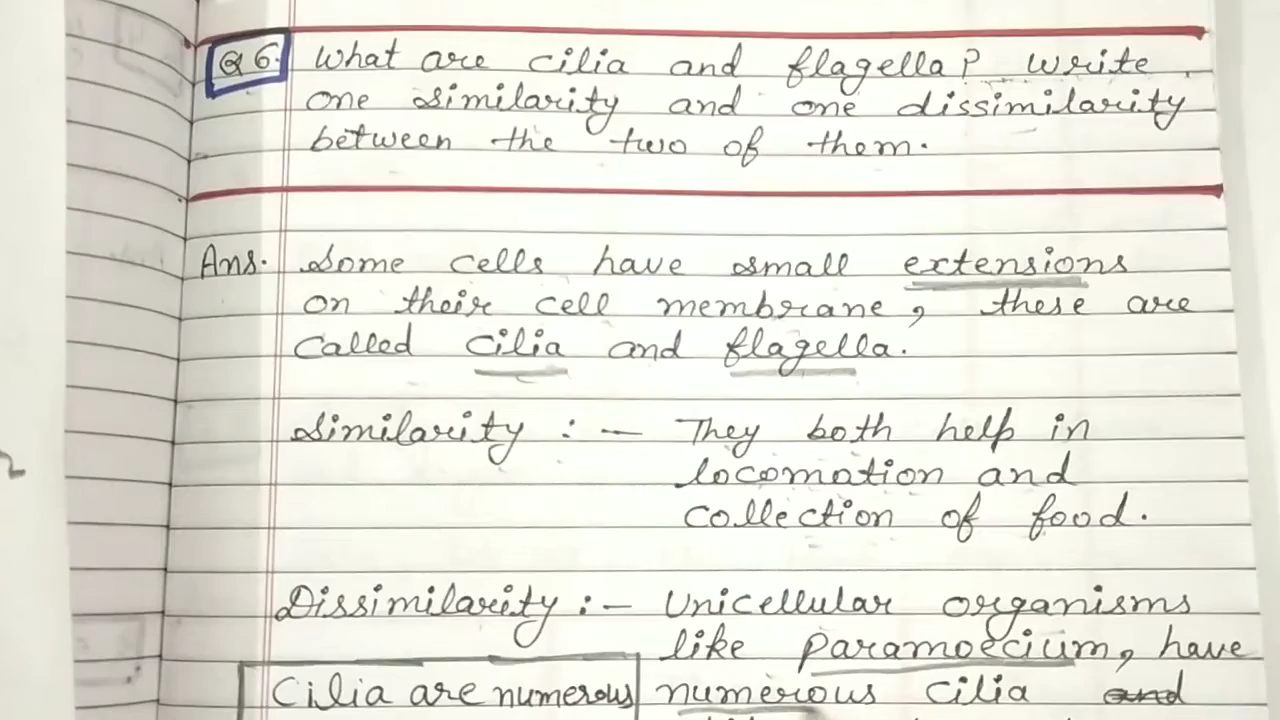 Q6. What are cilia and flagella? Write
one similarity and one dissimilarity
between the two of them.
Ans. Some cells have small extensions
on their cell membrane, these are
called cilia and flagella.
Similarity :— They both help in
locomation and
collection of food.
Dissimilarity :— Unicellular organisms
like paramoecium, have
Cilia are numerous numerous cilia and